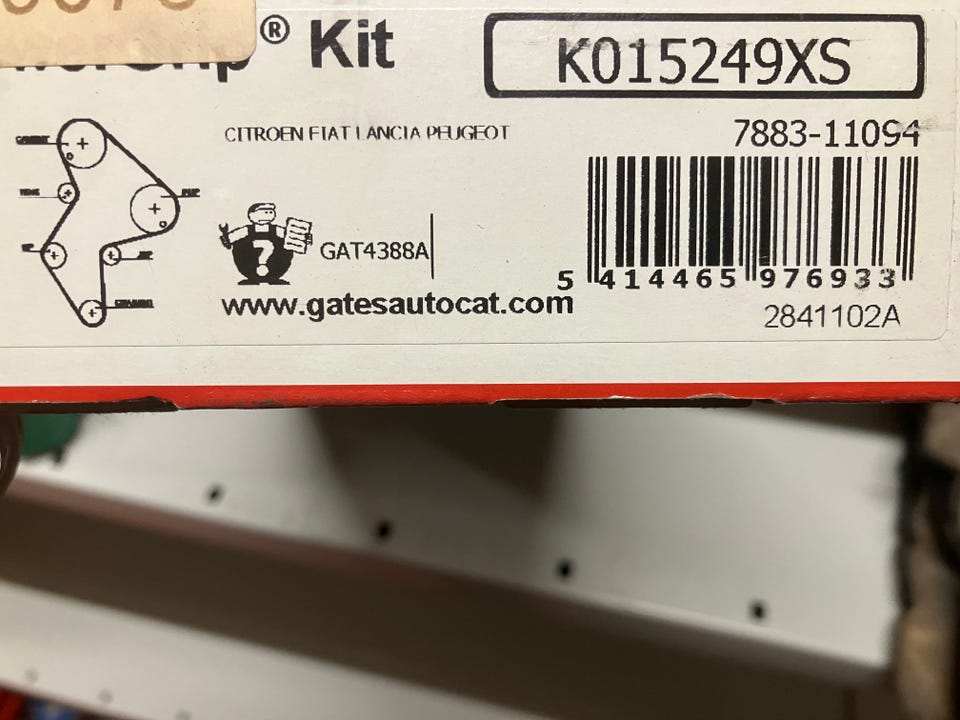 ® Kit
K015249XS
CITROEN FIAT LANCIA PEUGEOT
7883-11094
?
GAT4388A
www.gatesautocat.com
5 414465 976933
2841102A